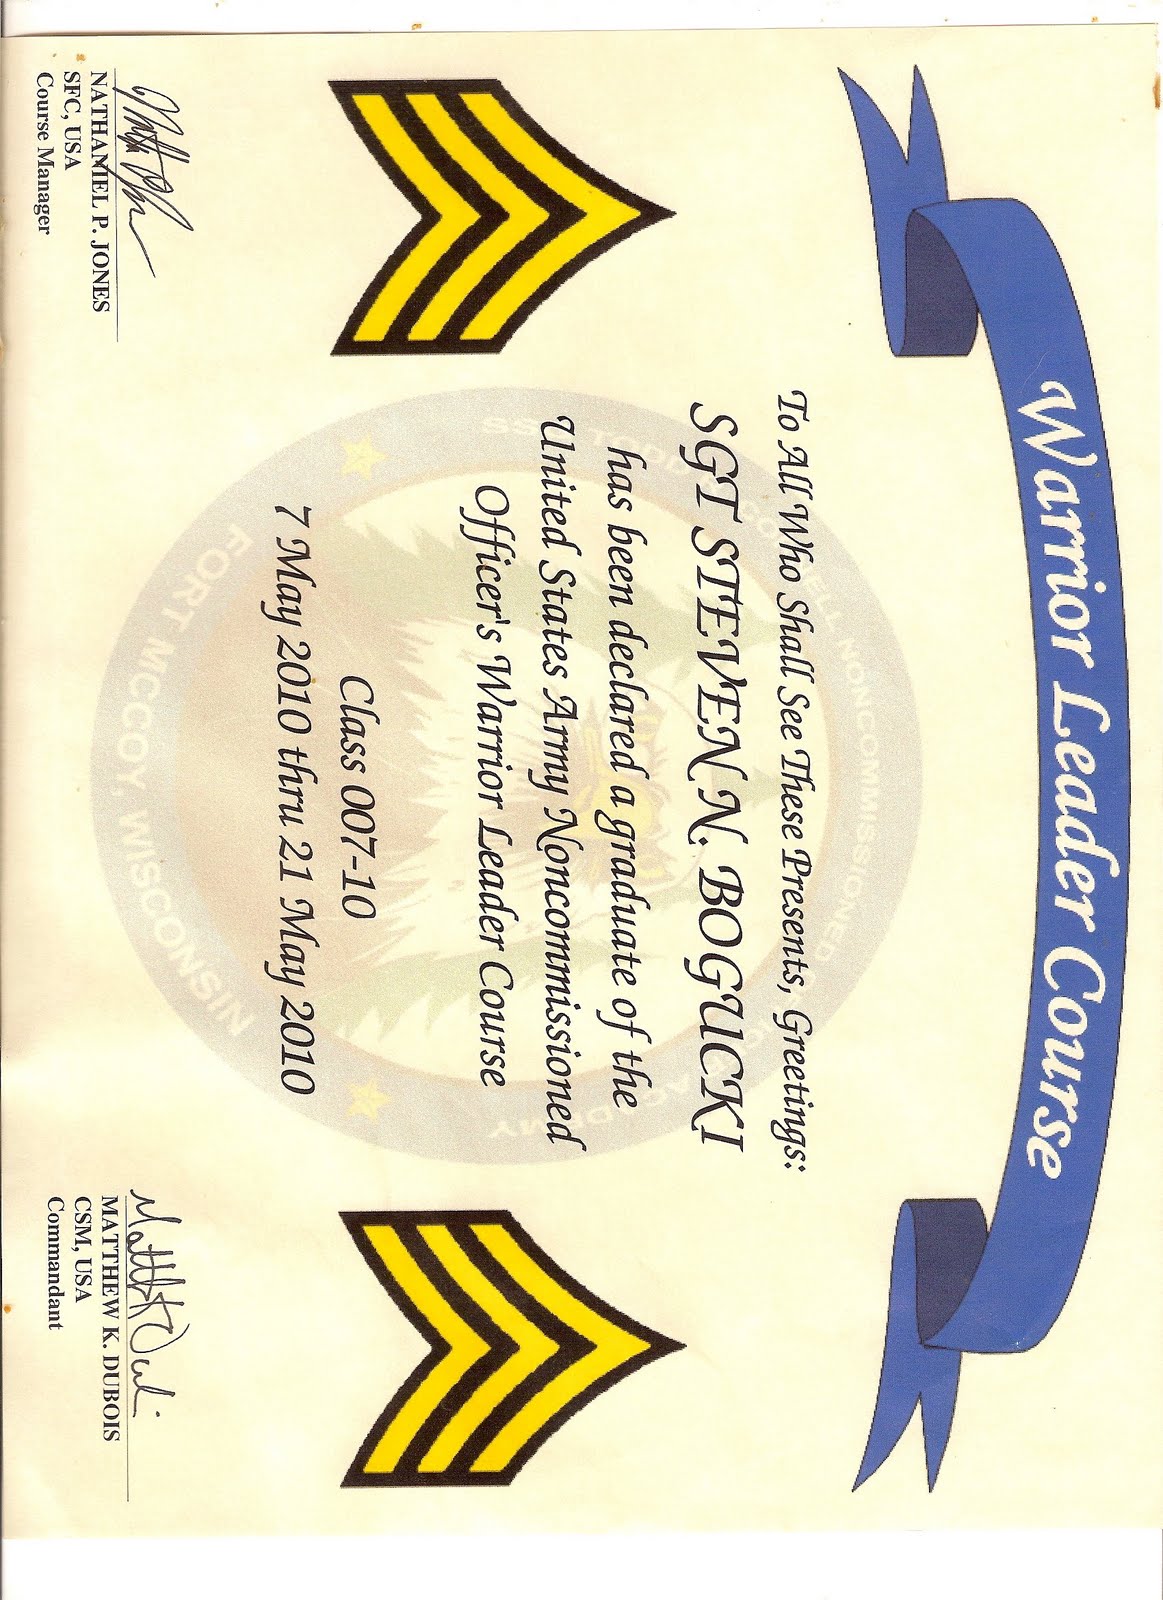 Warrior Leader Course
To All Who Shall See These Presents, Greetings:
SGT STEVEN N. BOGUCKI
has been declared a graduate of the
United States Army Noncommissioned
Officer's Warrior Leader Course
Class 007-10
7 May 2010 thru 21 May 2010
NATHANIEL P. JONES
SFC, USA
Course Manager
MATTHEW K. DUBOIS
CSM, USA
Commandant
NONCOMMISSIONED
ACADEMY
FORT MCCOY, WISCONSIN